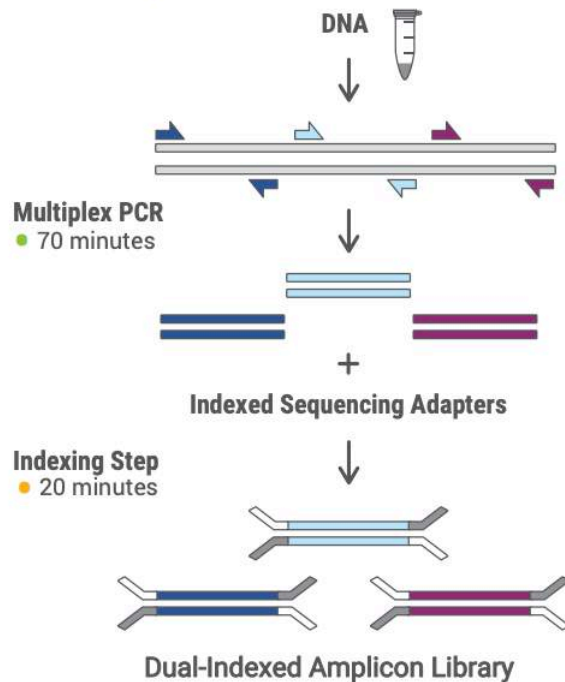 DNA
Multiplex PCR
70 minutes
+
Indexed Sequencing Adapters
Indexing Step
20 minutes
Dual-Indexed Amplicon Library